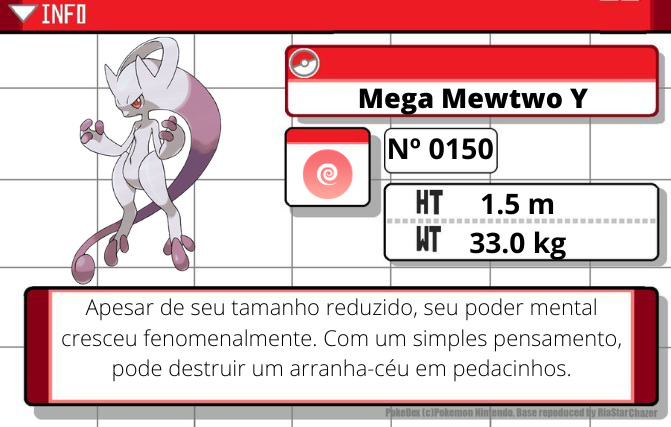 INFO
Mega Mewtwo Y
Nº 0150
HT 1.5 m
WT 33.0 kg
Apesar de seu tamanho reduzido, seu poder mental
cresceu fenomenalmente. Com um simples pensamento,
pode destruir um arranha-céu em pedacinhos.
PokeDex (c)Pokemon Nintendo. Base repoduced by RiaStarChazer